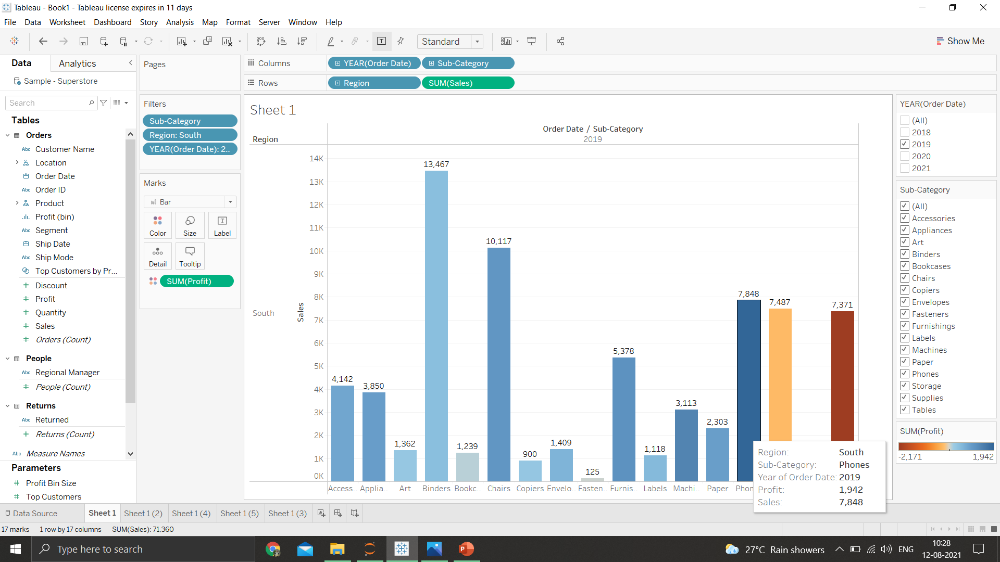 Tableau - Book1 - Tableau license expires in 11 days
File Data Worksheet Dashboard Story Analysis Map Format Server Window Help
Standard
Show Me
Data Analytics
Sample - Superstore
Search
Tables
Orders
Abc Customer Name
Location
Order Date
Abc Order ID
Product
Profit (bin)
Abc Segment
Ship Date
Abc Ship Mode
Top Customers by Pr...
# Discount
# Profit
# Quantity
# Sales
# Orders (Count)
People
Abc Regional Manager
# People (Count)
Returns
Abc Returned
# Returns (Count)
Abc Measure Names
Parameters
# Profit Bin Size
# Top Customers
Pages
Filters
Sub-Category
Region: South
YEAR(Order Date): 2..
Marks
Bar
Color Size Label
Detail Tooltip
SUM(Profit)
Columns YEAR(Order Date) Sub-Category
Rows Region SUM(Sales)
Sheet 1
Order Date / Sub-Category
2019
Region
South
Sales
14K
13K
12K
11K
10K
9K
8K
7K
6K
5K
4K
3K
2K
1K
0K
4,142
3,850
1,362
13,467
1,239
10,117
900
1,409
125
5,378
1,118
3,113
2,303
7,848
7,487
7,371
Access.. Applia.. Art Binders Bookc.. Chairs Copiers Envelo.. Fasten.. Furnis.. Labels Machi.. Paper Phon
Region: South
Sub-Category: Phones
Year of Order Date: 2019
Profit: 1,942
Sales: 7,848
YEAR(Order Date)
(All)
2018
2019
2020
2021
Sub-Category
(All)
Accessories
Appliances
Art
Binders
Bookcases
Chairs
Copiers
Envelopes
Fasteners
Furnishings
Labels
Machines
Paper
Phones
Storage
Supplies
Tables
SUM(Profit)
-2,171 1,942
Data Source Sheet 1 Sheet 1 (2) Sheet 1 (4) Sheet 1 (5) Sheet 1 (3)
17 marks 1 row by 17 columns SUM(Sales): 71,360
Type here to search
27°C Rain showers
ENG
10:28
12-08-2021